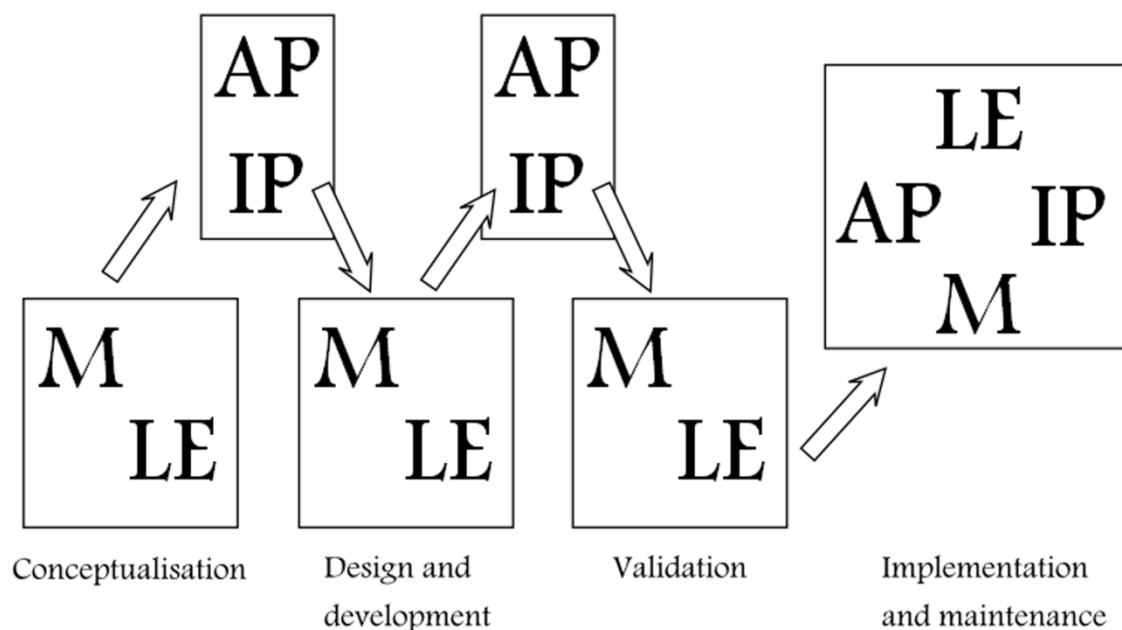 AP
IP
AP
IP
LE
AP IP
M
M
LE
M
LE
M
LE
Conceptualisation
Design and
development
Validation
Implementation
and maintenance